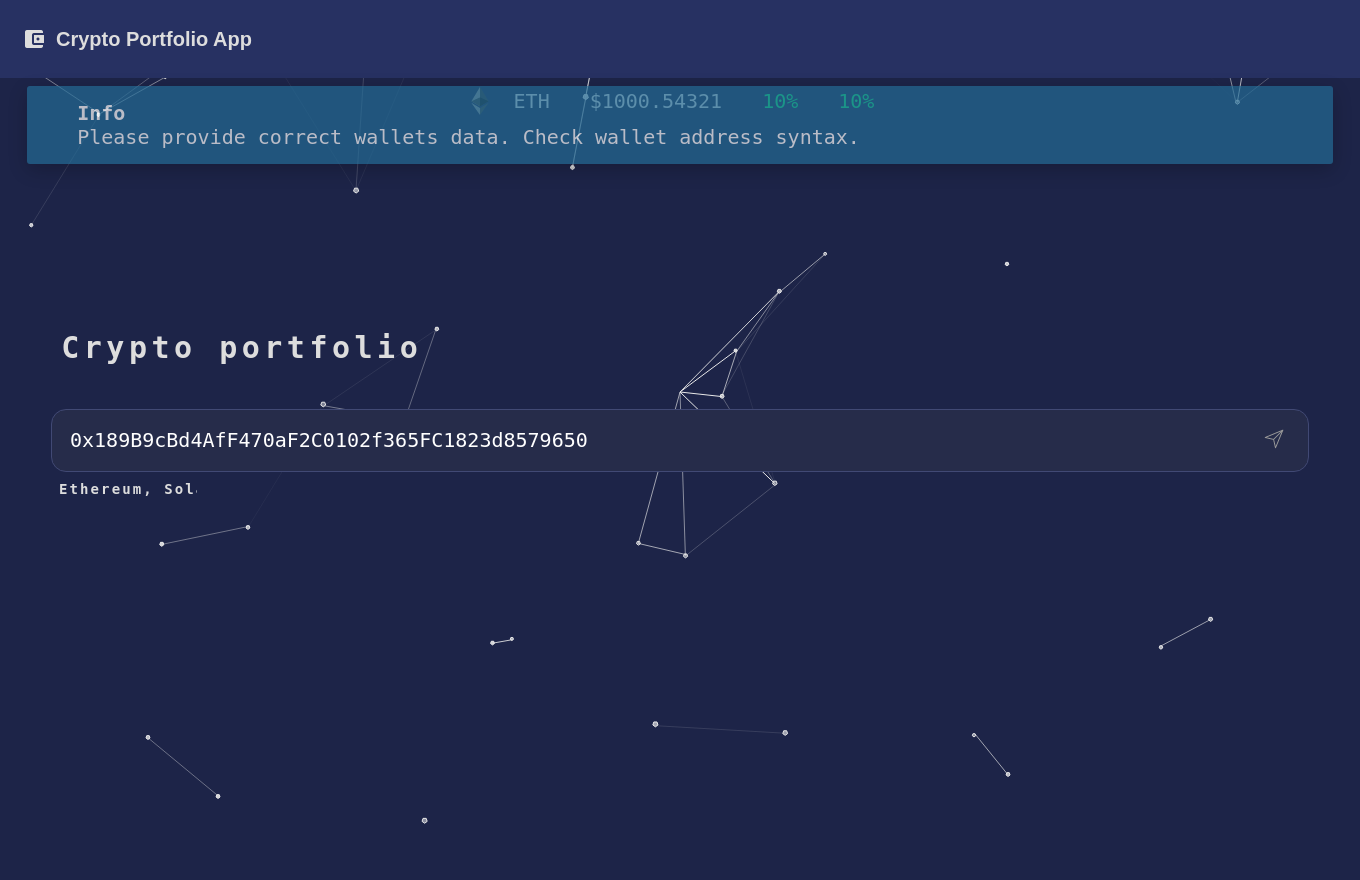 Crypto Portfolio App
ETH $1000.54321 10% 10%
Info
Please provide correct wallets data. Check wallet address syntax.
Crypto portfolio
0x189B9cBd4AfF470aF2C0102f365FC1823d8579650
Ethereum, Sol